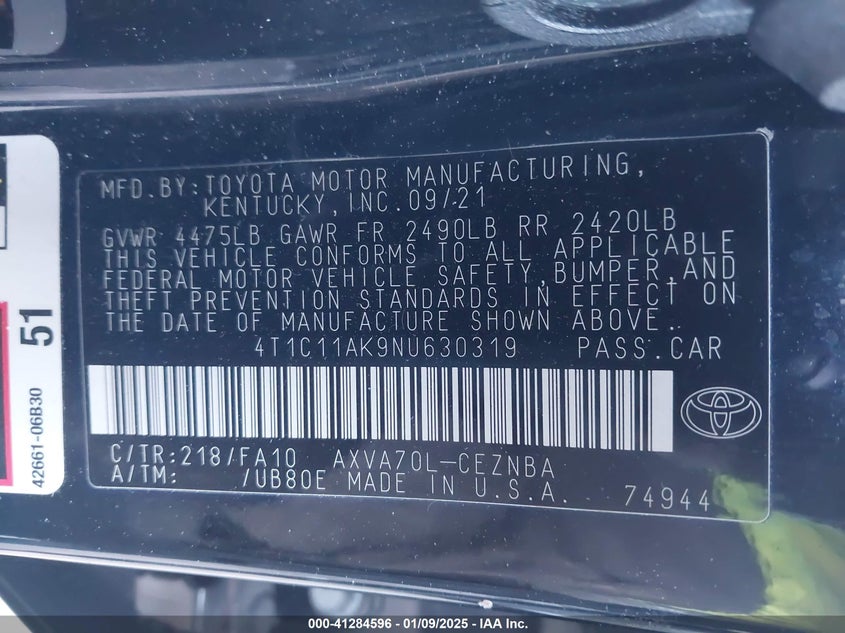 MFD.BY:TOYOTA MOTOR MANUFACTURING,
KENTUCKY,INC.09/21
GVWR 4475LB GAWR FR 2490LB RR 2420LB
THIS VEHICLE CONFORMS TO ALL APPLICABLE
FEDERAL MOTOR VEHICLE SAFETY,BUMPER,AND
THEFT PREVENTION STANDARDS IN EFFECT ON
THE DATE OF MANUFACTURE SHOWN ABOVE.
4T1C11AK9NU630319 PASS.CAR
C/TR:218/FA10 AXVA70L-CEZNBA
A/TM: /UB80E MADE IN U.S.A. 74944
51
42661-06B30
000-41284596 - 01/09/2025 - IAA Inc.